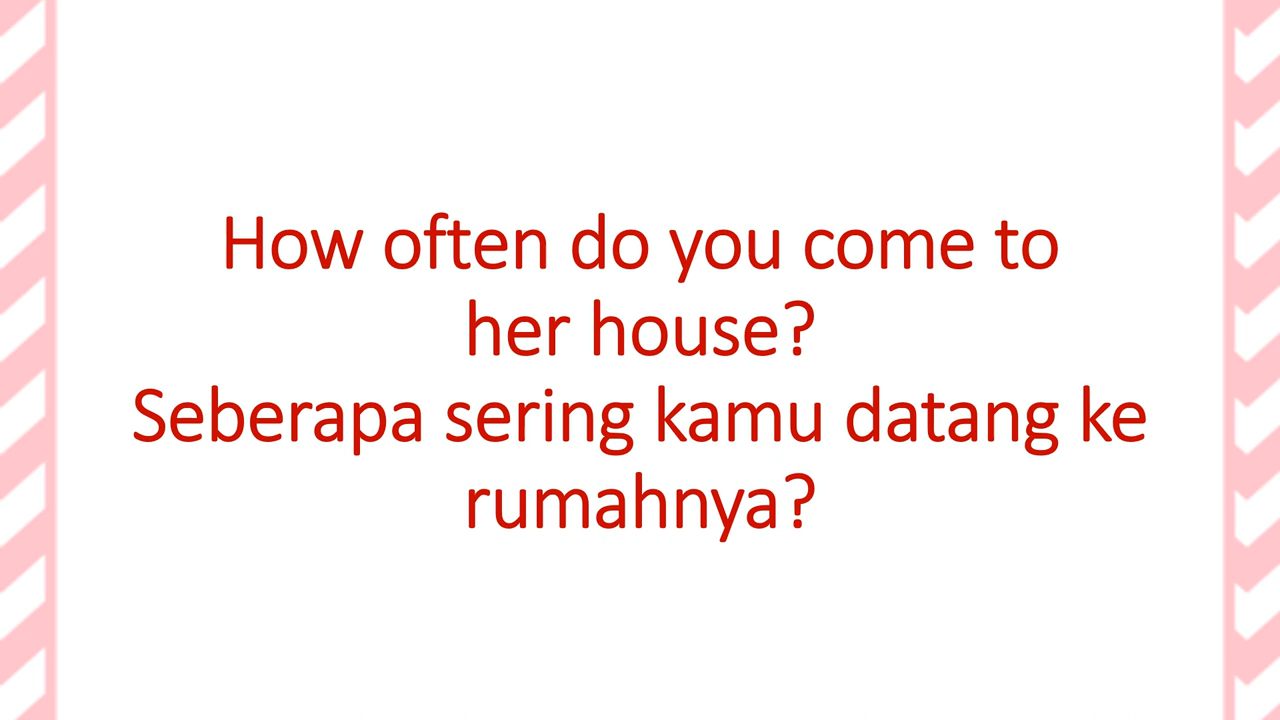 How often do you come to
her house?
Seberapa sering kamu datang ke
rumahnya?